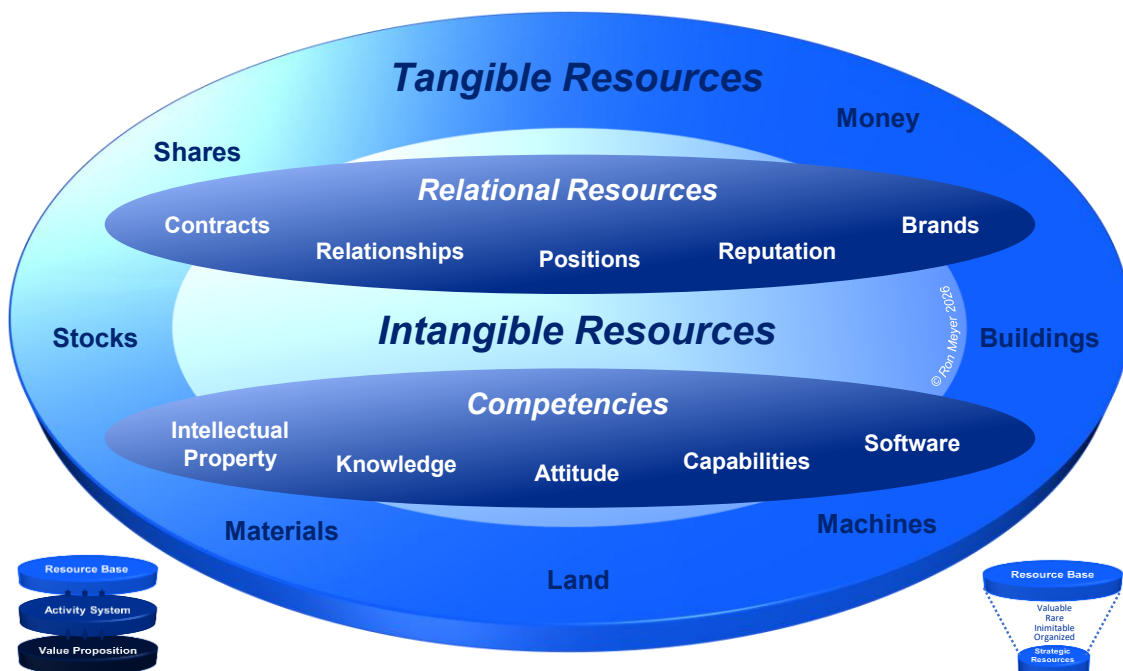 Tangible Resources
Money
Shares
Relational Resources
Contracts
Relationships
Positions
Reputation
Brands
Stocks
Intangible Resources
Buildings
© Ron Meyer 2026
Competencies
Intellectual
Property
Knowledge
Attitude
Capabilities
Software
Materials
Machines
Land
Resource Base
Activity System
Value Proposition
Resource Base
Valuable
Rare
Inimitable
Organized
Strategic
Resources